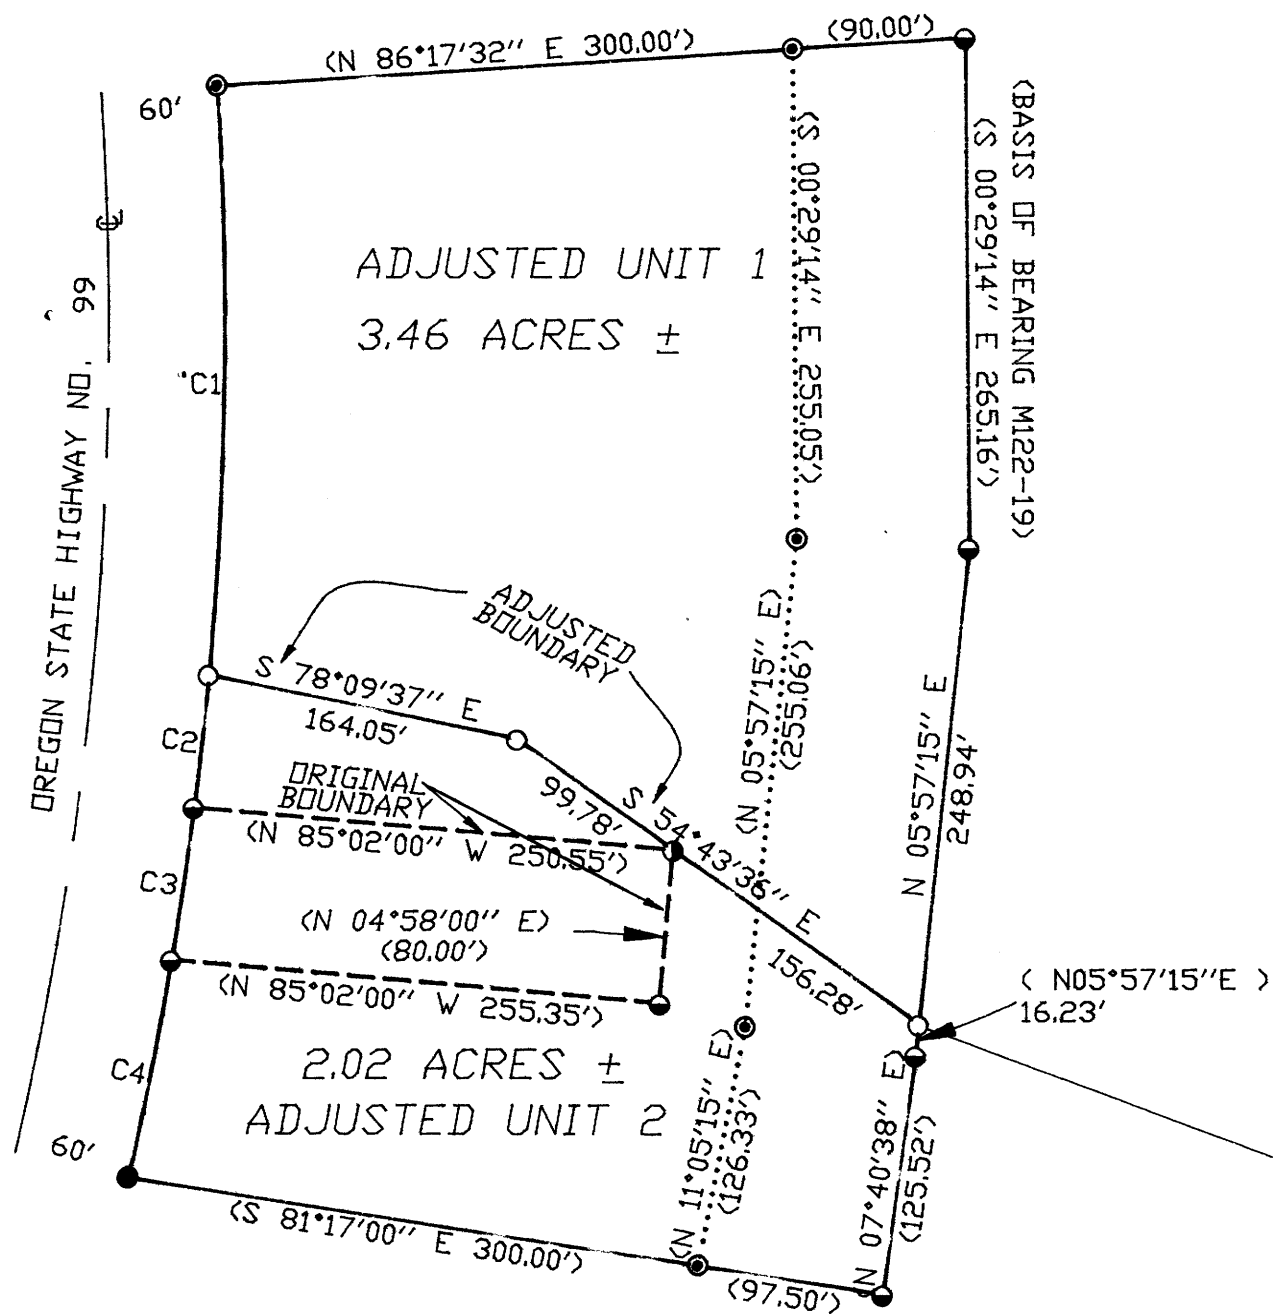 (N 86°17'32" E 300.00')
(90.00')
60'
(BASIS OF BEARING M122-19)
(S 00°29'14" E 265.16')
(S 00°29'14" E 255.05')
ADJUSTED UNIT 1
3.46 ACRES ±
OREGON STATE HIGHWAY NO. 99
C1
ADJUSTED
BOUNDARY
S 78°09'37" E
164.05'
(N 05°57'15" E)
(255.06')
N 05°57'15" E
248.94'
C2
ORIGINAL
BOUNDARY
S 54°43'36" E
99.78'
156.28'
(N 85°02'00" W 250.55')
C3
(N 04°58'00" E)
(80.00')
(N 85°02'00" W 255.35')
( N05°57'15"E )
16.23'
C4
2.02 ACRES ±
ADJUSTED UNIT 2
60'
(N 11°05'15" E)
(126.33')
(N 07°40'38" E)
(125.52')
(S 81°17'00" E 300.00')
(97.50')